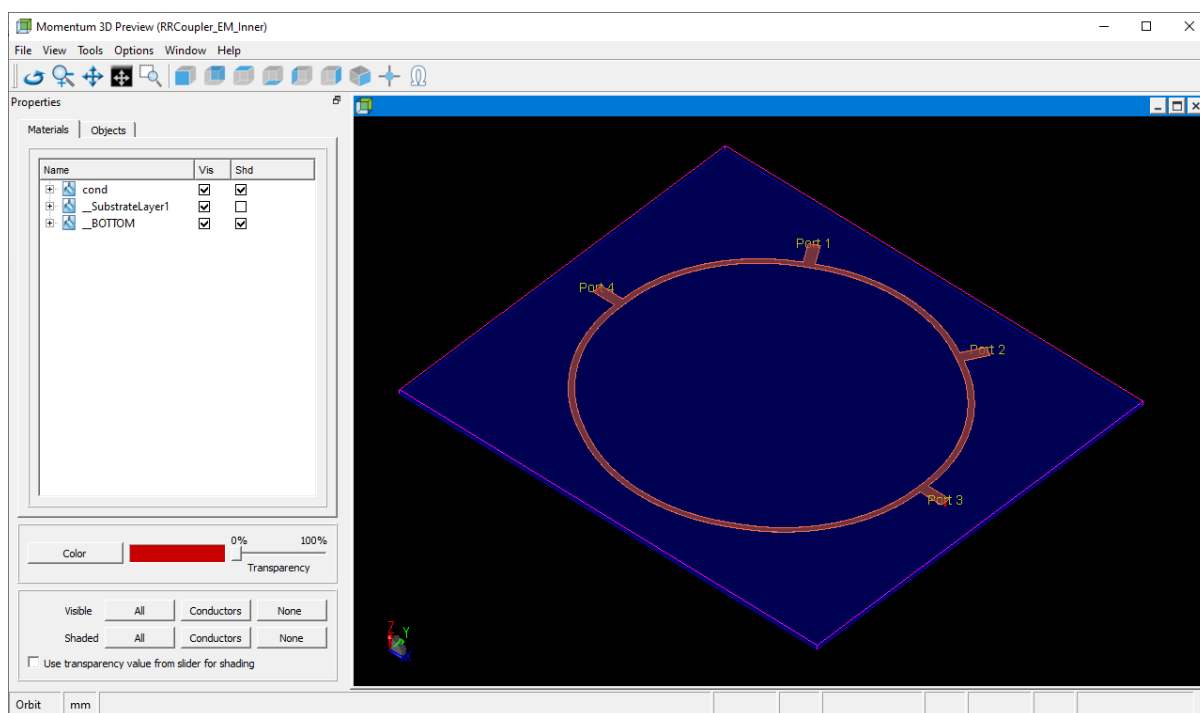 Momentum 3D Preview (RRCoupler_EM_Inner)
File View Tools Options Window Help
Properties
Materials Objects
Name Vis Shd
cond
__SubstrateLayer1
__BOTTOM
Port 1
Port 4
Port 2
Port 3
Z Y X
Color 0% 100%
Transparency
Visible All Conductors None
Shaded All Conductors None
Use transparency value from slider for shading
Orbit mm